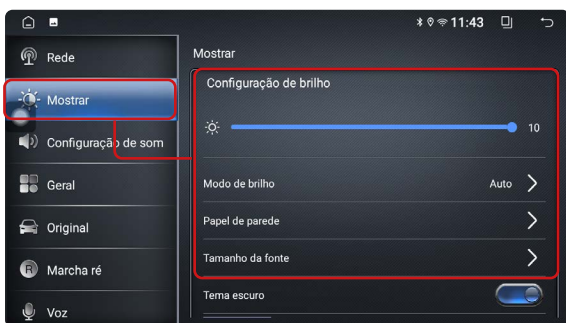 11:43
Rede
Mostrar
Configuração de som
Geral
Original
R Marcha ré
Voz
Mostrar
Configuração de brilho
10
Modo de brilho Auto
Papel de parede
Tamanho da fonte
Tema escuro